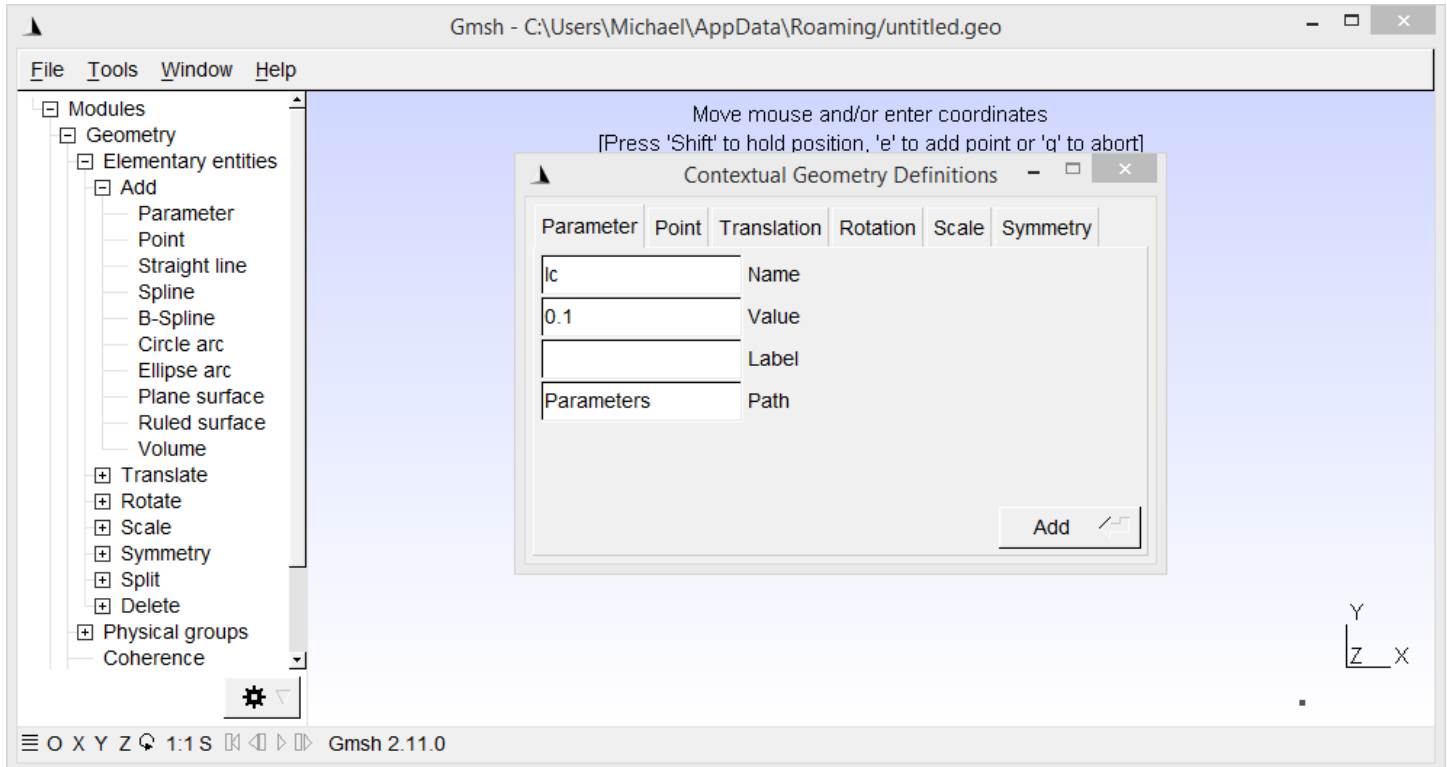 Gmsh - C:\Users\Michael\AppData\Roaming/untitled.geo
File Tools Window Help
Modules
Geometry
Elementary entities
Add
Parameter
Point
Straight line
Spline
B-Spline
Circle arc
Ellipse arc
Plane surface
Ruled surface
Volume
Translate
Rotate
Scale
Symmetry
Split
Delete
Physical groups
Coherence
Move mouse and/or enter coordinates
[Press 'Shift' to hold position, 'e' to add point or 'q' to abort]
Contextual Geometry Definitions
Parameter Point Translation Rotation Scale Symmetry
lc Name
0.1 Value
Label
Parameters Path
Add
Y
Z X
O X Y Z 1:1 S Gmsh 2.11.0